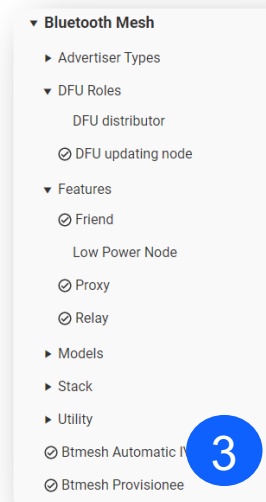 Bluetooth Mesh
Advertiser Types
DFU Roles
DFU distributor
DFU updating node
Features
Friend
Low Power Node
Proxy
Relay
Models
Stack
Utility
Btmesh Automatic
3
Btmesh Provisionee